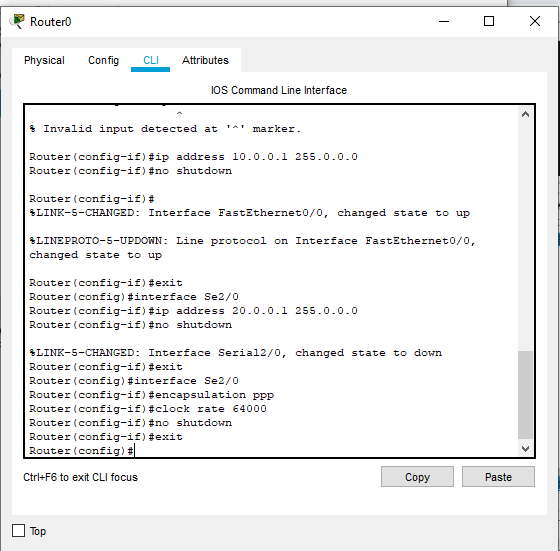 Router0
Physical Config CLI Attributes
IOS Command Line Interface
^
% Invalid input detected at '^' marker.
Router(config-if)#ip address 10.0.0.1 255.0.0.0
Router(config-if)#no shutdown
Router(config-if)#
%LINK-5-CHANGED: Interface FastEthernet0/0, changed state to up
%LINEPROTO-5-UPDOWN: Line protocol on Interface FastEthernet0/0,
changed state to up
Router(config-if)#exit
Router(config)#interface Se2/0
Router(config-if)#ip address 20.0.0.1 255.0.0.0
Router(config-if)#no shutdown
%LINK-5-CHANGED: Interface Serial2/0, changed state to down
Router(config-if)#exit
Router(config)#interface Se2/0
Router(config-if)#encapsulation ppp
Router(config-if)#clock rate 64000
Router(config-if)#no shutdown
Router(config-if)#exit
Router(config)#
Ctrl+F6 to exit CLI focus
Copy Paste
Top